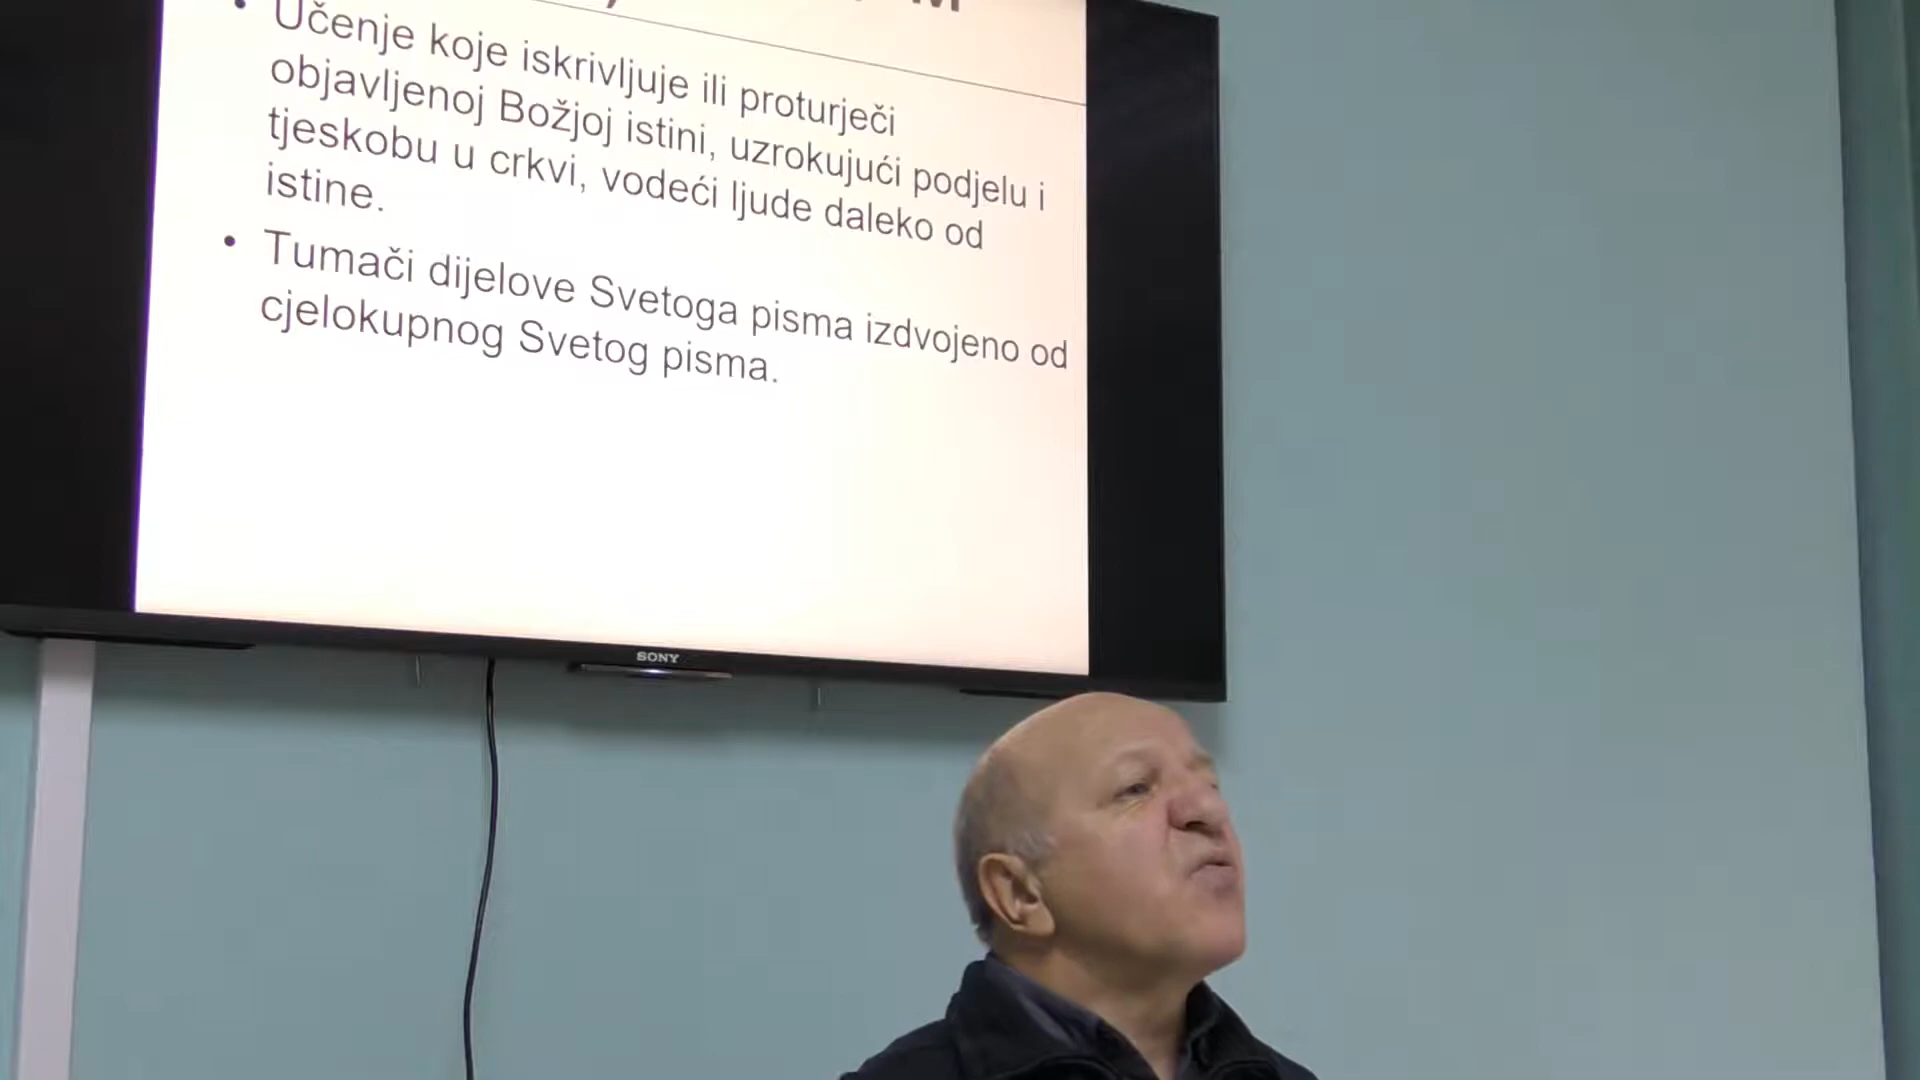 • Učenje koje iskrivljuje ili proturječi
objavljenoj Božjoj istini, uzrokujući podjelu i
tjeskobu u crkvi, vodeći ljude daleko od
istine.
• Tumači dijelove Svetoga pisma izdvojeno od
cjelokupnog Svetog pisma.
SONY